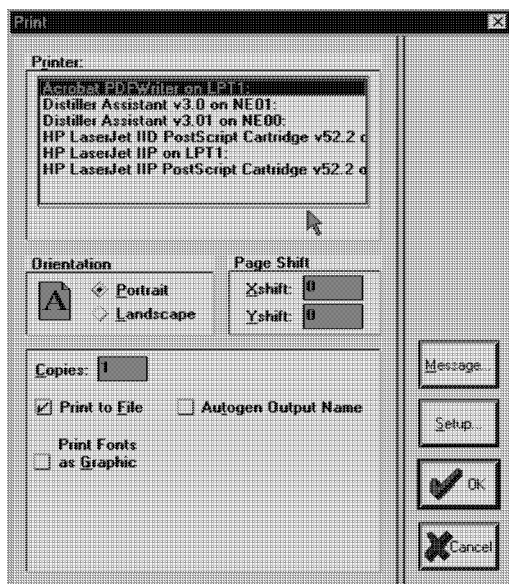 Print
Printer:
Acrobat PDFWriter on LPT1:
Distiller Assistant v3.0 on NE01:
Distiller Assistant v3.01 on NE00:
HP LaserJet IID PostScript Cartridge v52.2 o
HP LaserJet IIP on LPT1:
HP LaserJet IIP PostScript Cartridge v52.2 o
Orientation
A
Portrait
Landscape
Page Shift
Xshift: 0
Yshift: 0
Copies: 1
Print to File
Autogen Output Name
Print Fonts
as Graphic
Message...
Setup...
OK
Cancel